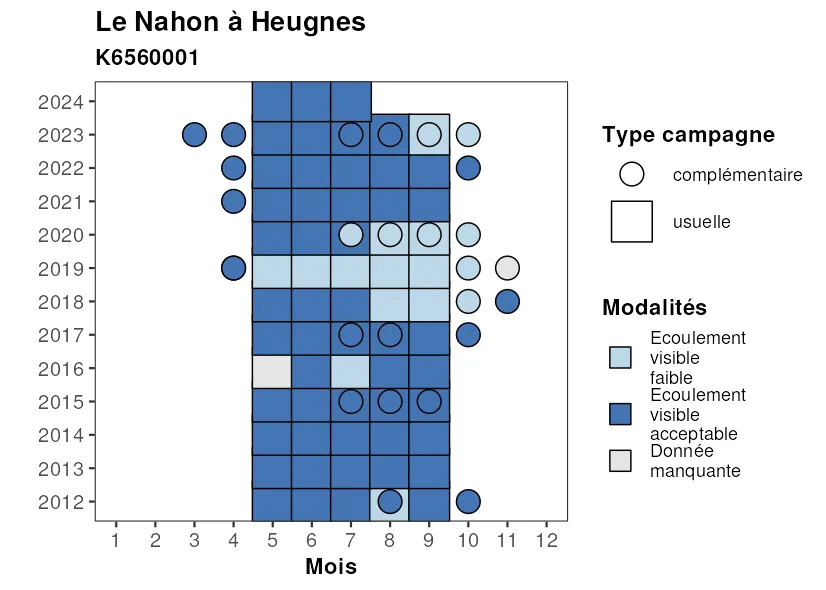 Le Nahon à Heugnes
K6560001
2024
2023
2022
2021
2020
2019
2018
2017
2016
2015
2014
2013
2012
1 2 3 4 5 6 7 8 9 10 11 12
Mois
Type campagne
complémentaire
usuelle
Modalités
Ecoulement
visible
faible
Ecoulement
visible
acceptable
Donnée
manquante